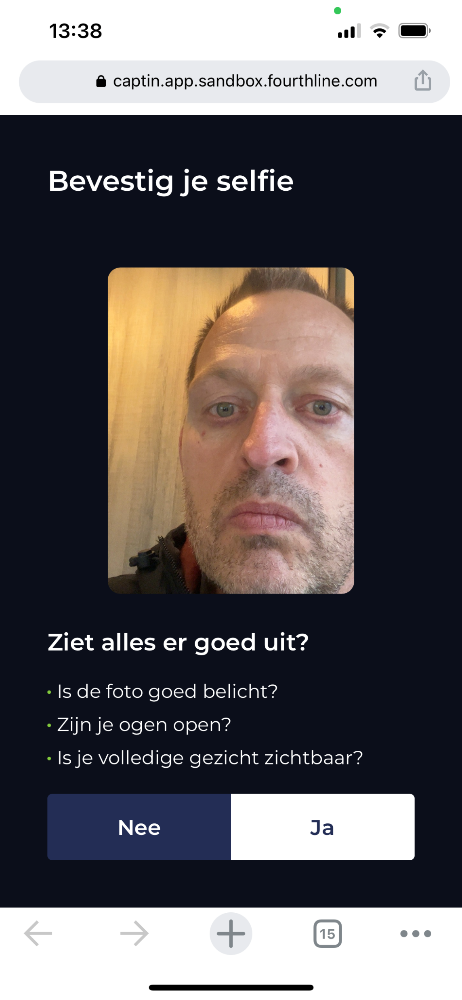 13:38
captin.app.sandbox.fourthline.com
Bevestig je selfie
Ziet alles er goed uit?
• Is de foto goed belicht?
• Zijn je ogen open?
• Is je volledige gezicht zichtbaar?
Nee Ja
15